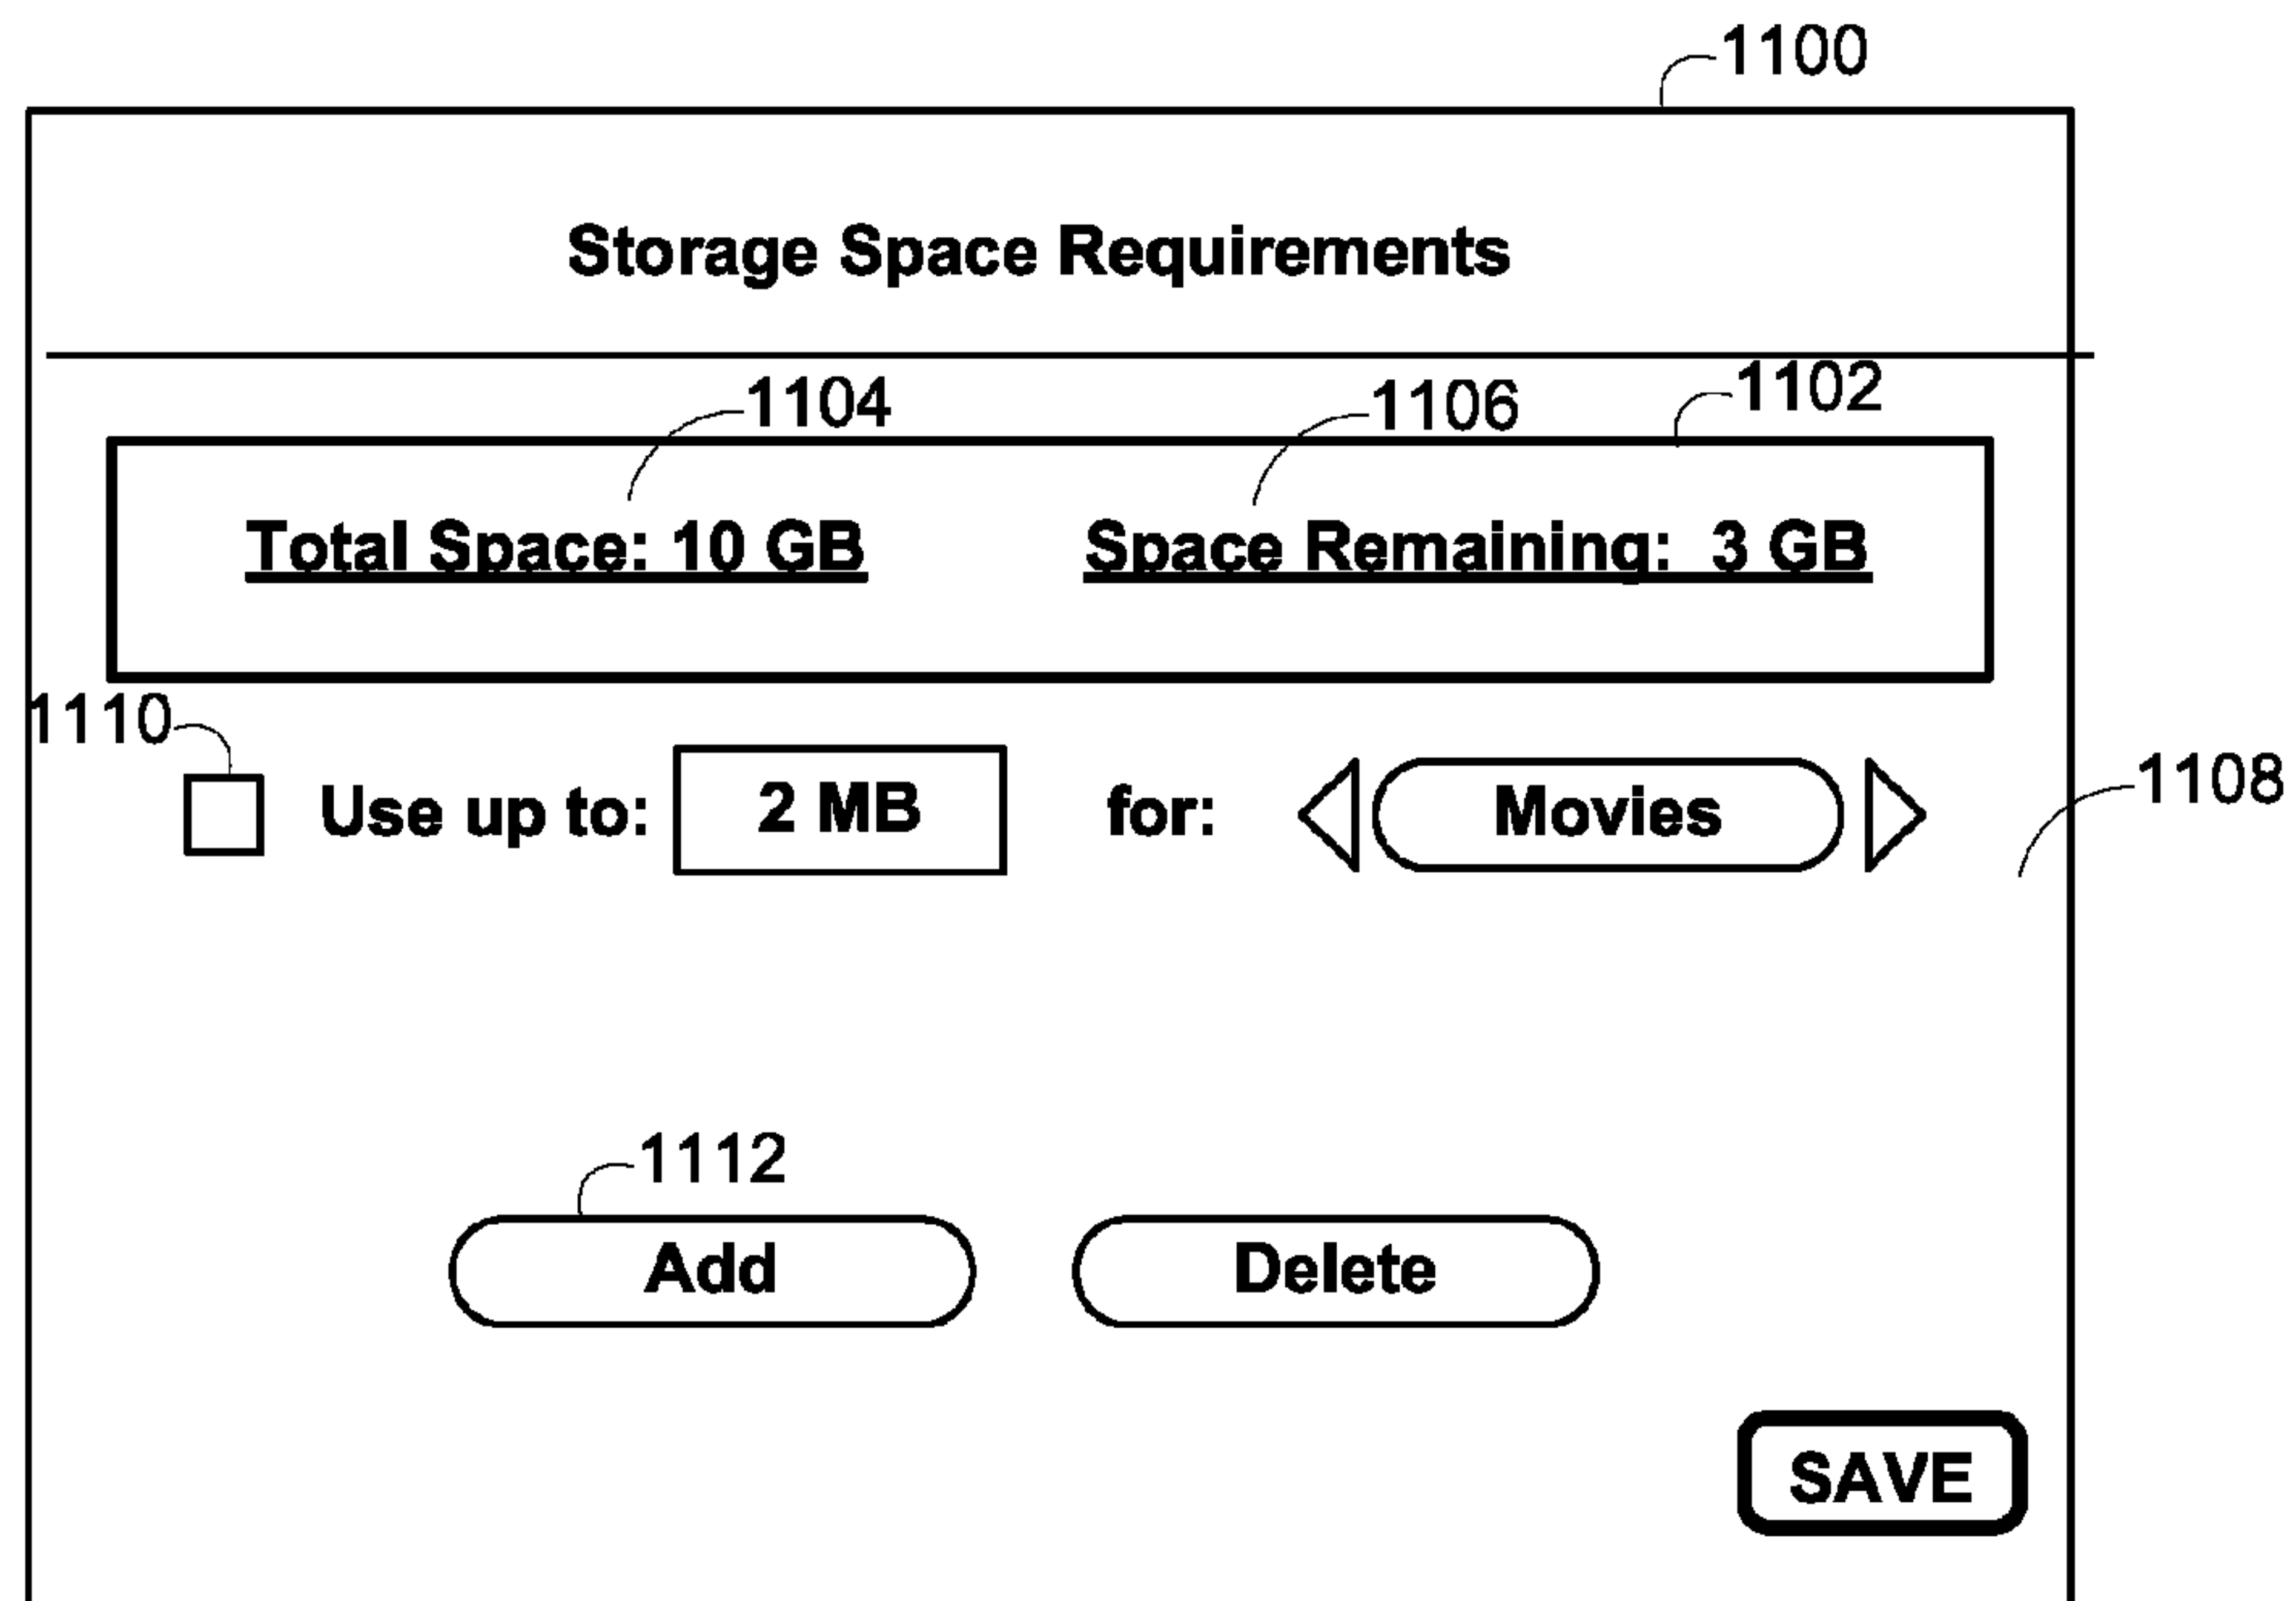 1100
Storage Space Requirements
1104 1106 1102
Total Space: 10 GB Space Remaining: 3 GB
1110
Use up to: 2 MB for: Movies
1108
1112
Add Delete
SAVE